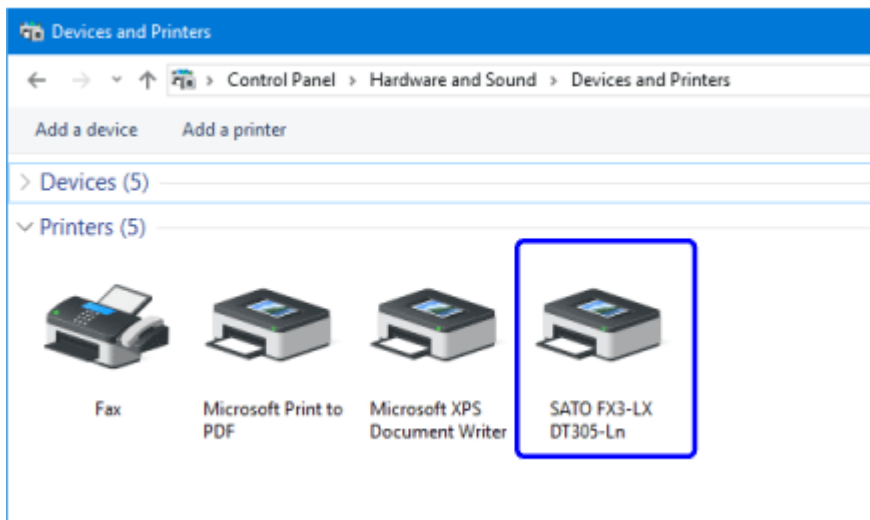 Devices and Printers
Control Panel > Hardware and Sound > Devices and Printers
Add a device Add a printer
Devices (5)
Printers (5)
Fax
Microsoft Print to
PDF
Microsoft XPS
Document Writer
SATO FX3-LX
DT305-Ln